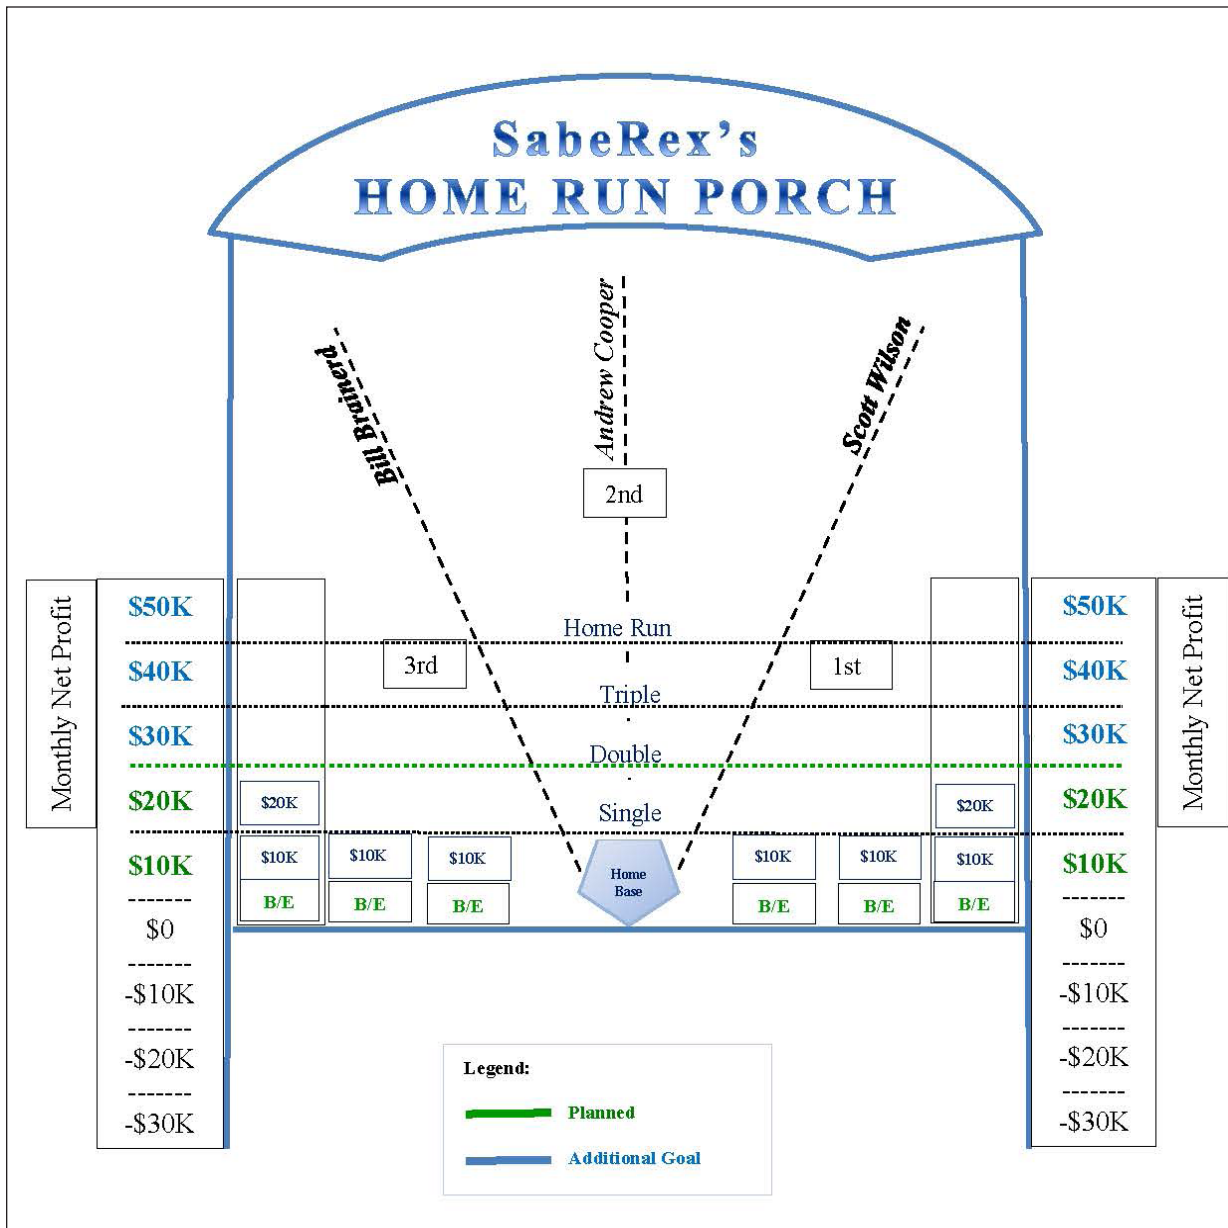 SabeRex's
HOME RUN PORCH
Bill Brainerd
Andrew Cooper
Scott Wilson
2nd
3rd
1st
Monthly Net Profit
$50K
$40K
$30K
$20K
$10K
-------
$0
-------
-$10K
-------
-$20K
-------
-$30K
Home Run
Triple
Double
Single
$20K
$10K
$10K
$10K
B/E
B/E
B/E
Home
Base
$20K
$10K
$10K
$10K
B/E
B/E
B/E
$50K
$40K
$30K
$20K
$10K
-------
$0
-------
-$10K
-------
-$20K
-------
-$30K
Monthly Net Profit
Legend:
Planned
Additional Goal